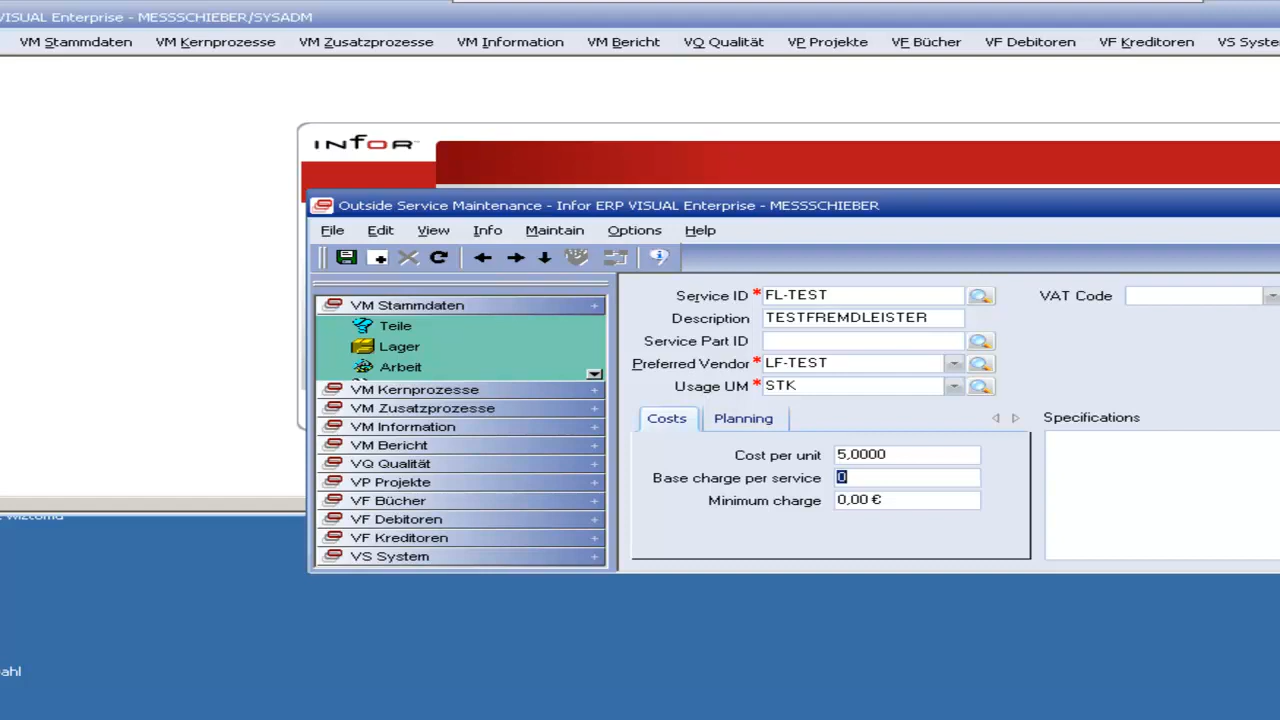 VISUAL Enterprise - MESSSCHIEBER/SYSADM
VM Stammdaten VM Kernprozesse VM Zusatzprozesse VM Information VM Bericht VQ Qualität VP Projekte VF Bücher VF Debitoren VF Kreditoren VS Syste
infor
Outside Service Maintenance - Infor ERP VISUAL Enterprise - MESSSCHIEBER
File Edit View Info Maintain Options Help
VM Stammdaten +
Teile
Lager
Arbeit
VM Kernprozesse +
VM Zusatzprozesse +
VM Information +
VM Bericht +
VQ Qualität +
VP Projekte +
VF Bücher +
VF Debitoren +
VF Kreditoren +
VS System +
Service ID * FL-TEST
Description TESTFREMDLEISTER
Service Part ID
Preferred Vendor * LF-TEST
Usage UM * STK
VAT Code
Costs Planning
Specifications
Cost per unit 5,0000
Base charge per service 0
Minimum charge 0,00 €
ahl